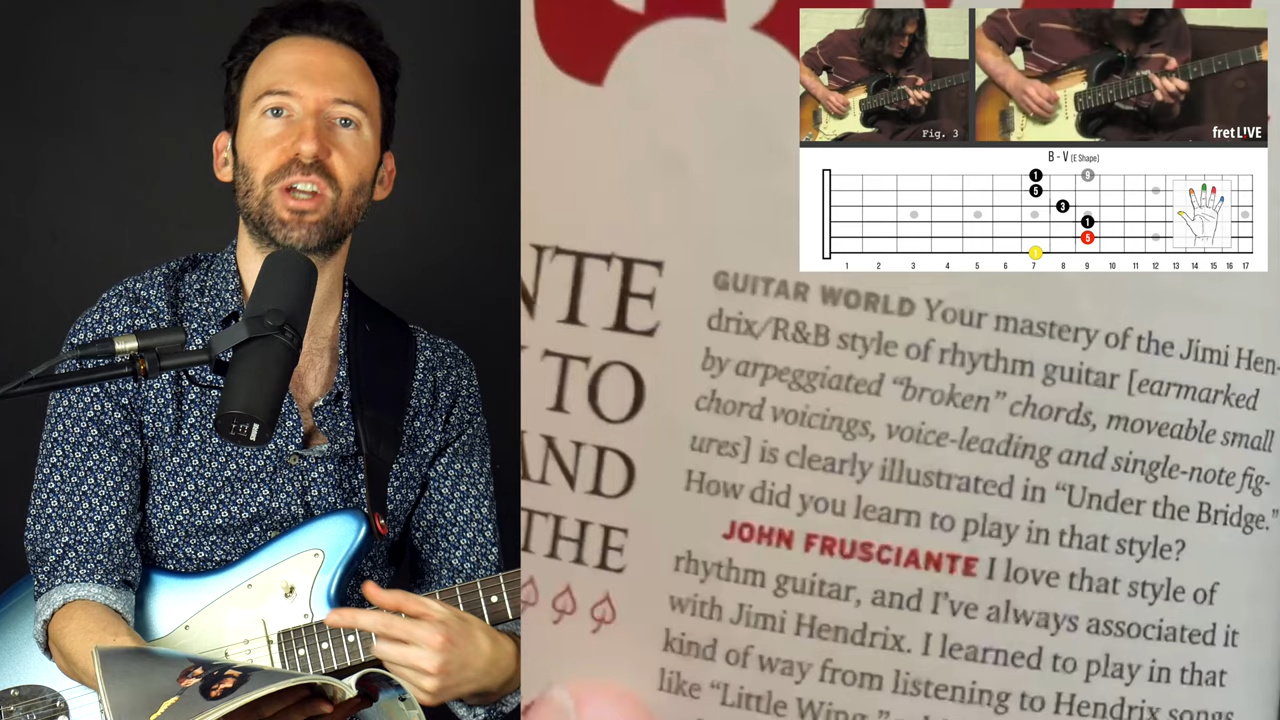 Fig. 3
fretLIVE
B - V (E Shape)
1 9
5
3
1
5
1 2 3 4 5 6 7 8 9 10 11 12 13 14 15 16 17
NTE
TO
AND
THE
GUITAR WORLD Your mastery of the Jimi Hen-
drix/R&B style of rhythm guitar [earmarked
by arpeggiated “broken” chords, moveable small
chord voicings, voice-leading and single-note fig-
ures] is clearly illustrated in “Under the Bridge.”
How did you learn to play in that style?
JOHN FRUSCIANTE I love that style of
rhythm guitar, and I've always associated it
with Jimi Hendrix. I learned to play in that
kind of way from listening to Hendrix songs
like “Little Wing,”